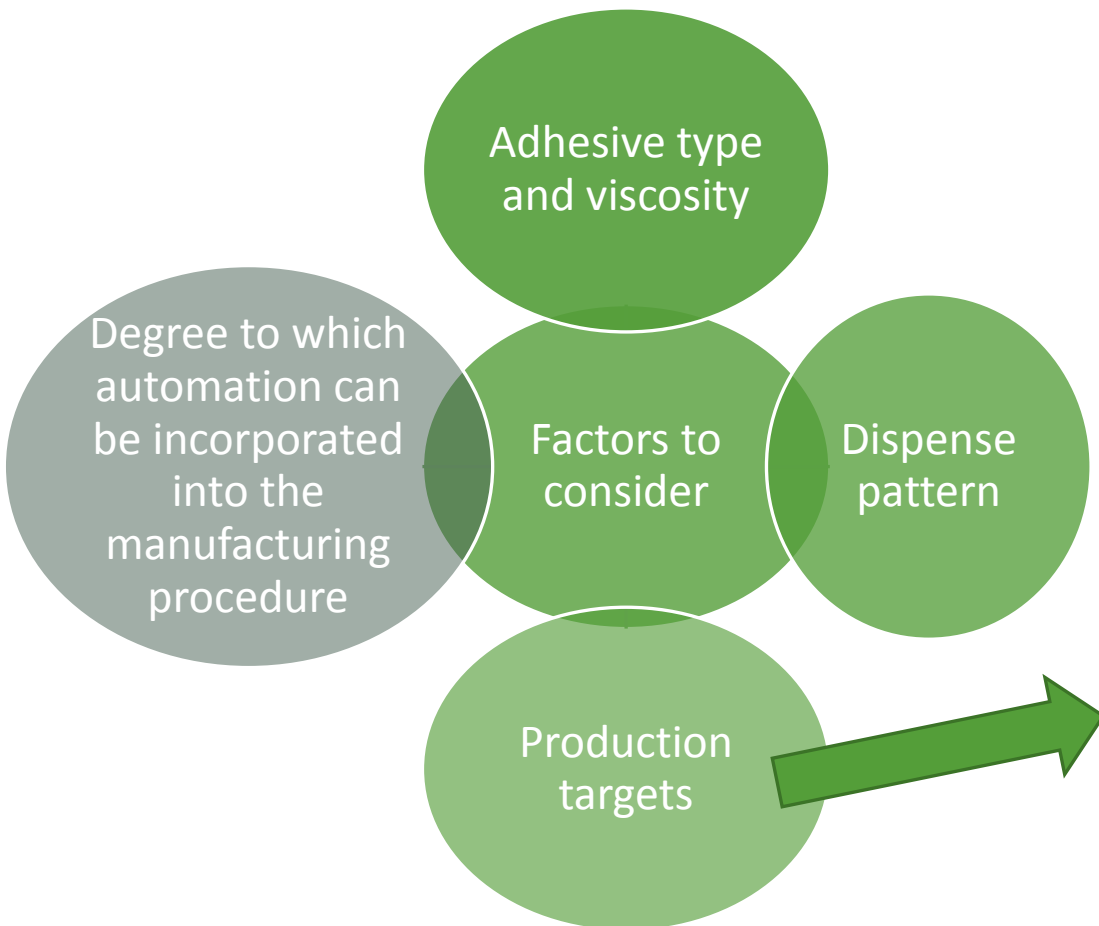 Adhesive type
and viscosity
Degree to which
automation can
be incorporated
into the
manufacturing
procedure
Factors to
consider
Dispense
pattern
Production
targets